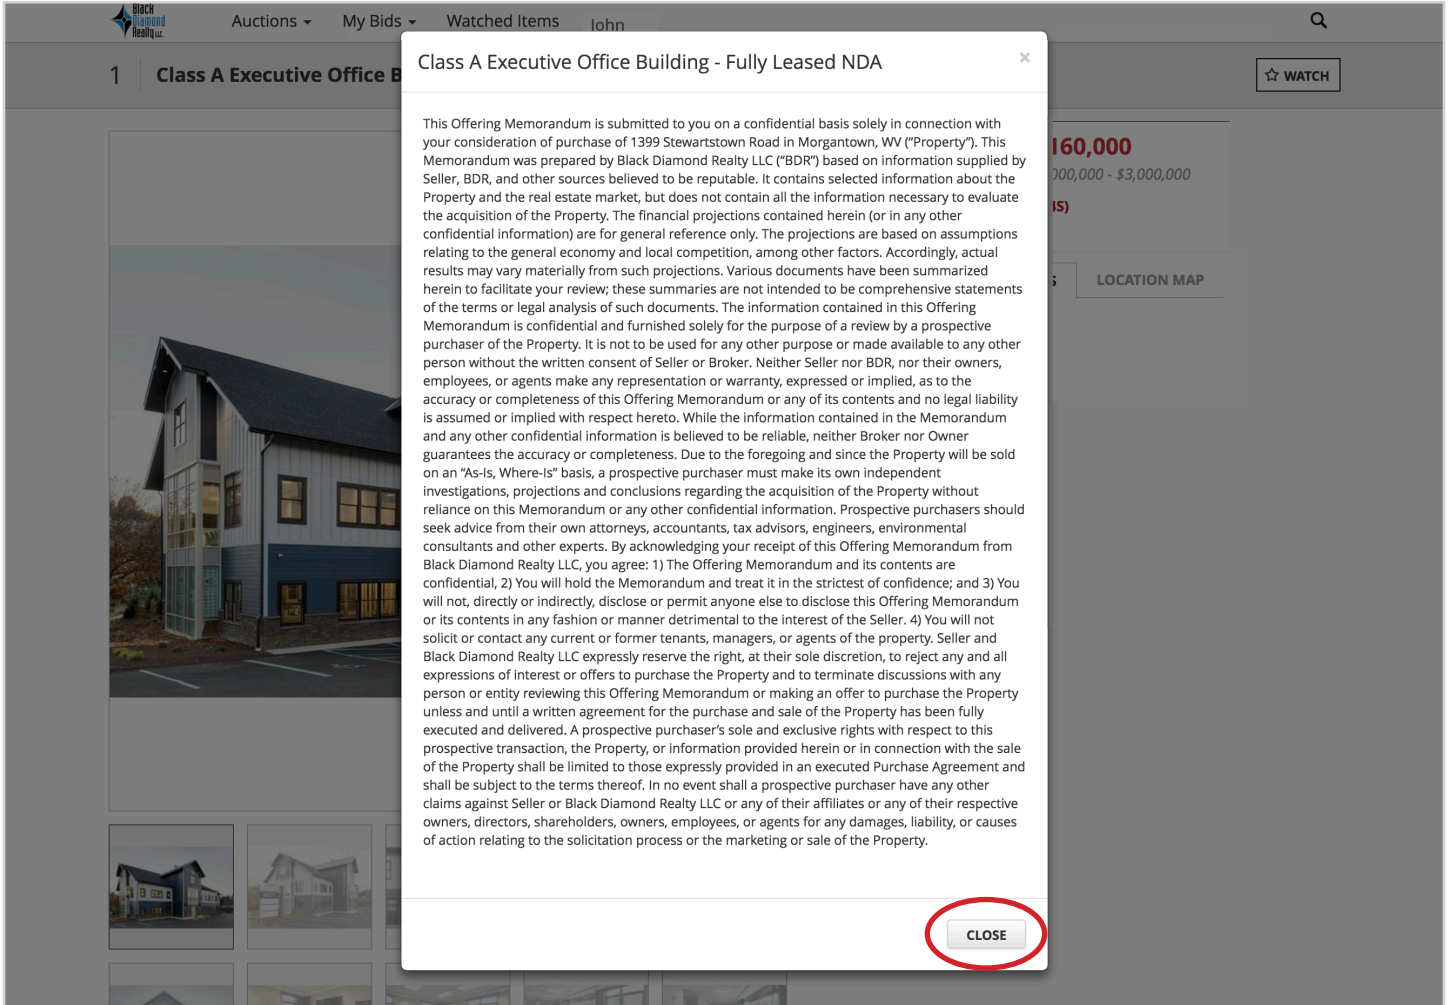 Black
Diamond
Realty LLC.
Auctions
My Bids
Watched Items
John
1
Class A Executive Office B
WATCH
Class A Executive Office Building - Fully Leased NDA
×
This Offering Memorandum is submitted to you on a confidential basis solely in connection with
your consideration of purchase of 1399 Stewartstown Road in Morgantown, WV (“Property”). This
Memorandum was prepared by Black Diamond Realty LLC (“BDR”) based on information supplied by
Seller, BDR, and other sources believed to be reputable. It contains selected information about the
Property and the real estate market, but does not contain all the information necessary to evaluate
the acquisition of the Property. The financial projections contained herein (or in any other
confidential information) are for general reference only. The projections are based on assumptions
relating to the general economy and local competition, among other factors. Accordingly, actual
results may vary materially from such projections. Various documents have been summarized
herein to facilitate your review; these summaries are not intended to be comprehensive statements
of the terms or legal analysis of such documents. The information contained in this Offering
Memorandum is confidential and furnished solely for the purpose of a review by a prospective
purchaser of the Property. It is not to be used for any other purpose or made available to any other
person without the written consent of Seller or Broker. Neither Seller nor BDR, nor their owners,
employees, or agents make any representation or warranty, expressed or implied, as to the
accuracy or completeness of this Offering Memorandum or any of its contents and no legal liability
is assumed or implied with respect hereto. While the information contained in the Memorandum
and any other confidential information is believed to be reliable, neither Broker nor Owner
guarantees the accuracy or completeness. Due to the foregoing and since the Property will be sold
on an “As-Is, Where-Is” basis, a prospective purchaser must make its own independent
investigations, projections and conclusions regarding the acquisition of the Property without
reliance on this Memorandum or any other confidential information. Prospective purchasers should
seek advice from their own attorneys, accountants, tax advisors, engineers, environmental
consultants and other experts. By acknowledging your receipt of this Offering Memorandum from
Black Diamond Realty LLC, you agree: 1) The Offering Memorandum and its contents are
confidential, 2) You will hold the Memorandum and treat it in the strictest of confidence; and 3) You
will not, directly or indirectly, disclose or permit anyone else to disclose this Offering Memorandum
or its contents in any fashion or manner detrimental to the interest of the Seller. 4) You will not
solicit or contact any current or former tenants, managers, or agents of the property. Seller and
Black Diamond Realty LLC expressly reserve the right, at their sole discretion, to reject any and all
expressions of interest or offers to purchase the Property and to terminate discussions with any
person or entity reviewing this Offering Memorandum or making an offer to purchase the Property
unless and until a written agreement for the purchase and sale of the Property has been fully
executed and delivered. A prospective purchaser’s sole and exclusive rights with respect to this
prospective transaction, the Property, or information provided herein or in connection with the sale
of the Property shall be limited to those expressly provided in an executed Purchase Agreement and
shall be subject to the terms thereof. In no event shall a prospective purchaser have any other
claims against Seller or Black Diamond Realty LLC or any of their affiliates or any of their respective
owners, directors, shareholders, owners, employees, or agents for any damages, liability, or causes
of action relating to the solicitation process or the marketing or sale of the Property.
CLOSE
160,000
000,000 - $3,000,000
4S)
S
LOCATION MAP